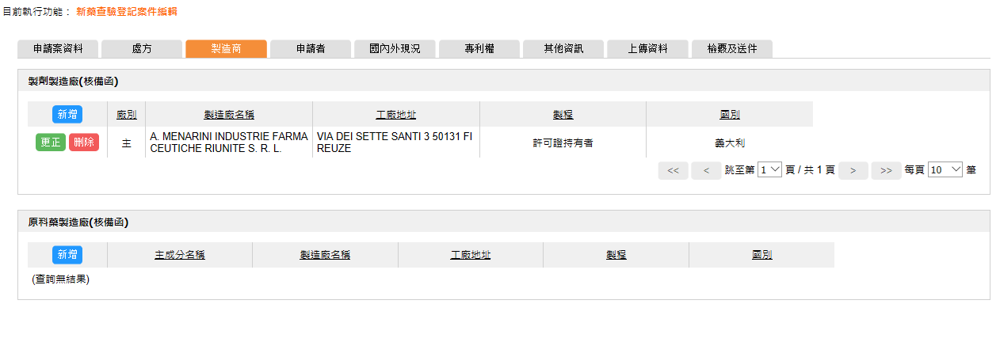 目前執行功能： 新藥查驗登記案件編輯
申請案資料 處方 製造商 申請者 國內外現況 專利權 其他資訊 上傳資料 檢覈及送件
製劑製造廠(核備函)
新增 廠別 製造廠名稱 工廠地址 製程 國別
更正 刪除 主 A. MENARINI INDUSTRIE FARMA VIA DEI SETTE SANTI 3 50131 FI 許可證持有者 義大利
CEUTICHE RIUNITE S. R. L. REUZE
<< < 跳至第 1 頁 / 共 1 頁 > >> 每頁 10 筆
原料藥製造廠(核備函)
新增 主成分名稱 製造廠名稱 工廠地址 製程 國別
(查詢無結果)